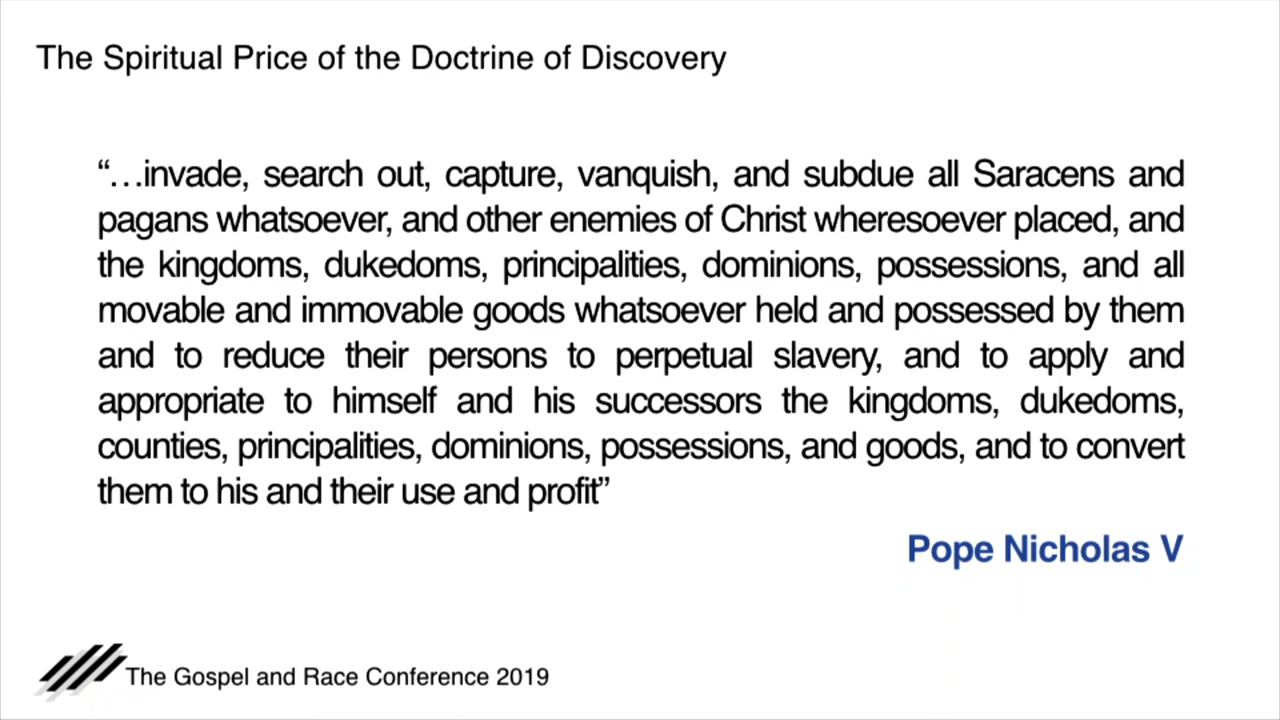 The Spiritual Price of the Doctrine of Discovery
“…invade, search out, capture, vanquish, and subdue all Saracens and
pagans whatsoever, and other enemies of Christ wheresoever placed, and
the kingdoms, dukedoms, principalities, dominions, possessions, and all
movable and immovable goods whatsoever held and possessed by them
and to reduce their persons to perpetual slavery, and to apply and
appropriate to himself and his successors the kingdoms, dukedoms,
counties, principalities, dominions, possessions, and goods, and to convert
them to his and their use and profit”
Pope Nicholas V
The Gospel and Race Conference 2019